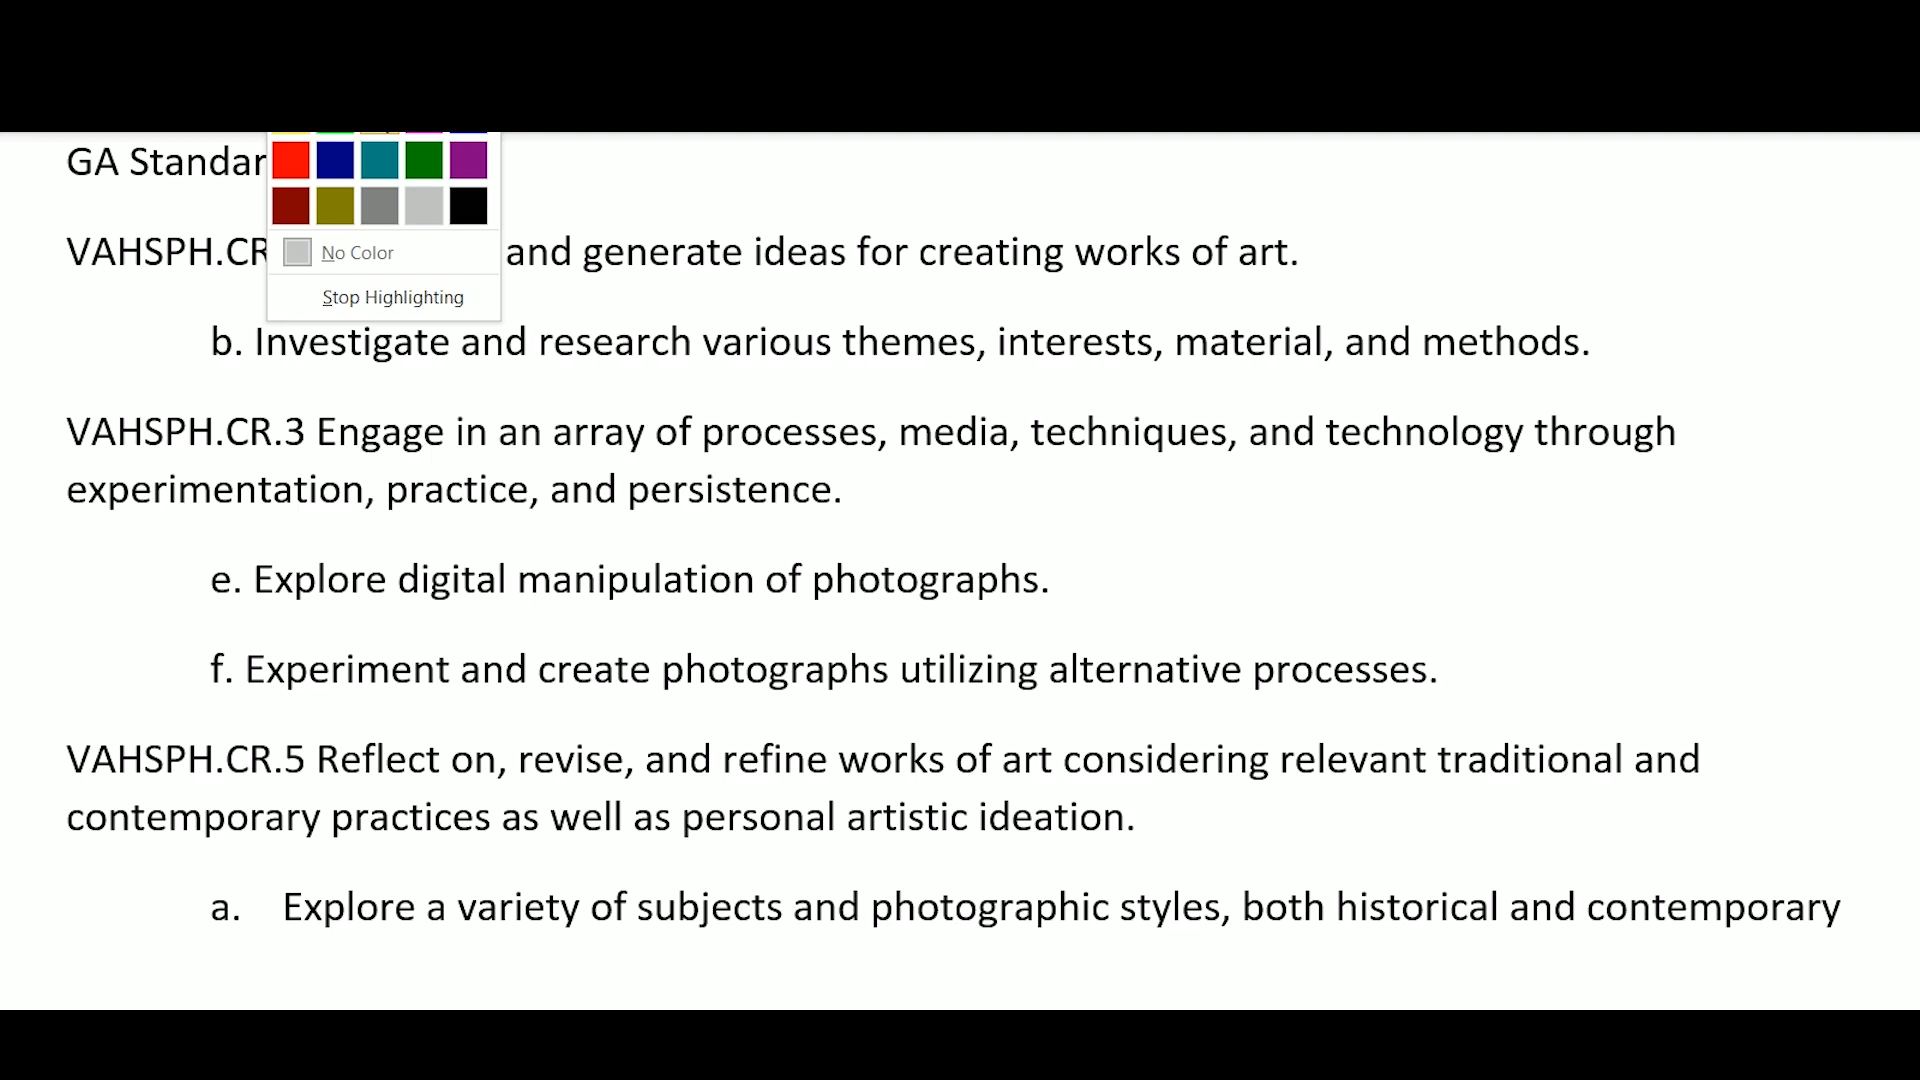 GA Standar
VAHSPH.CR and generate ideas for creating works of art.
No Color
Stop Highlighting
b. Investigate and research various themes, interests, material, and methods.
VAHSPH.CR.3 Engage in an array of processes, media, techniques, and technology through
experimentation, practice, and persistence.
e. Explore digital manipulation of photographs.
f. Experiment and create photographs utilizing alternative processes.
VAHSPH.CR.5 Reflect on, revise, and refine works of art considering relevant traditional and
contemporary practices as well as personal artistic ideation.
a. Explore a variety of subjects and photographic styles, both historical and contemporary